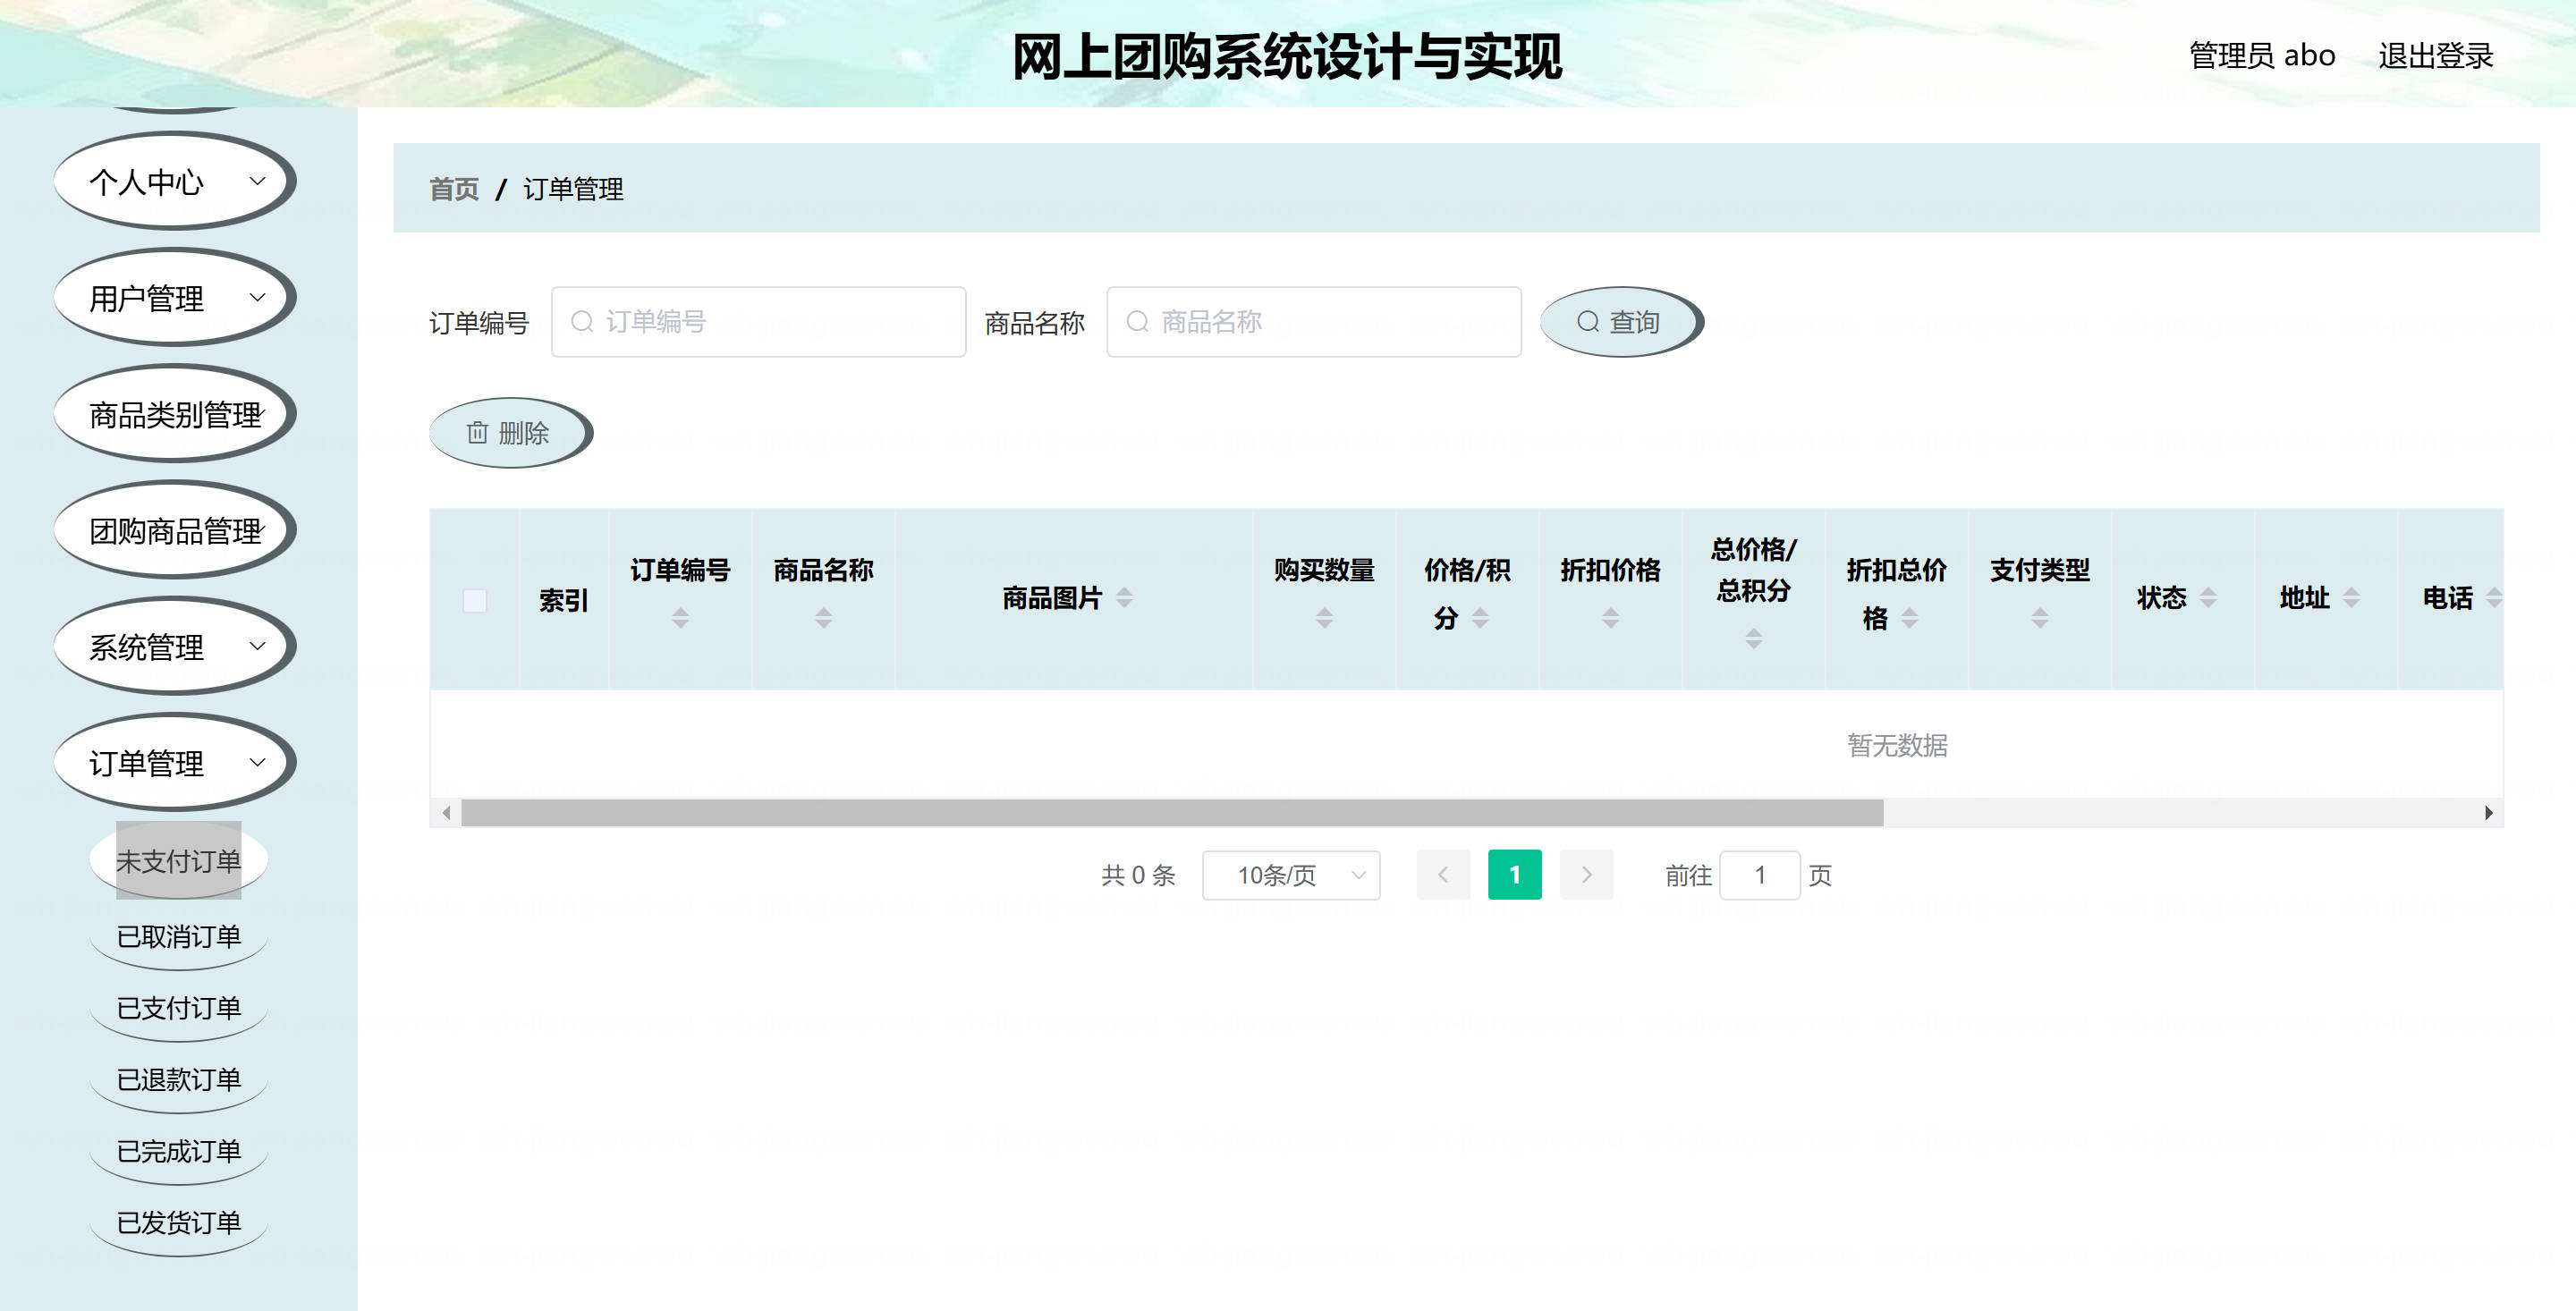 网上团购系统设计与实现
管理员 abo
退出登录
个人中心
用户管理
商品类别管理
团购商品管理
系统管理
订单管理
未支付订单
已取消订单
已支付订单
已退款订单
已完成订单
已发货订单
首页 / 订单管理
订单编号 订单编号 商品名称 商品名称 查询
删除
索引
订单编号
商品名称
商品图片
购买数量
价格/积
分
折扣价格
总价格/
总积分
折扣总价
格
支付类型
状态
地址
电话
暂无数据
共 0 条 10条/页 1 前往 1 页